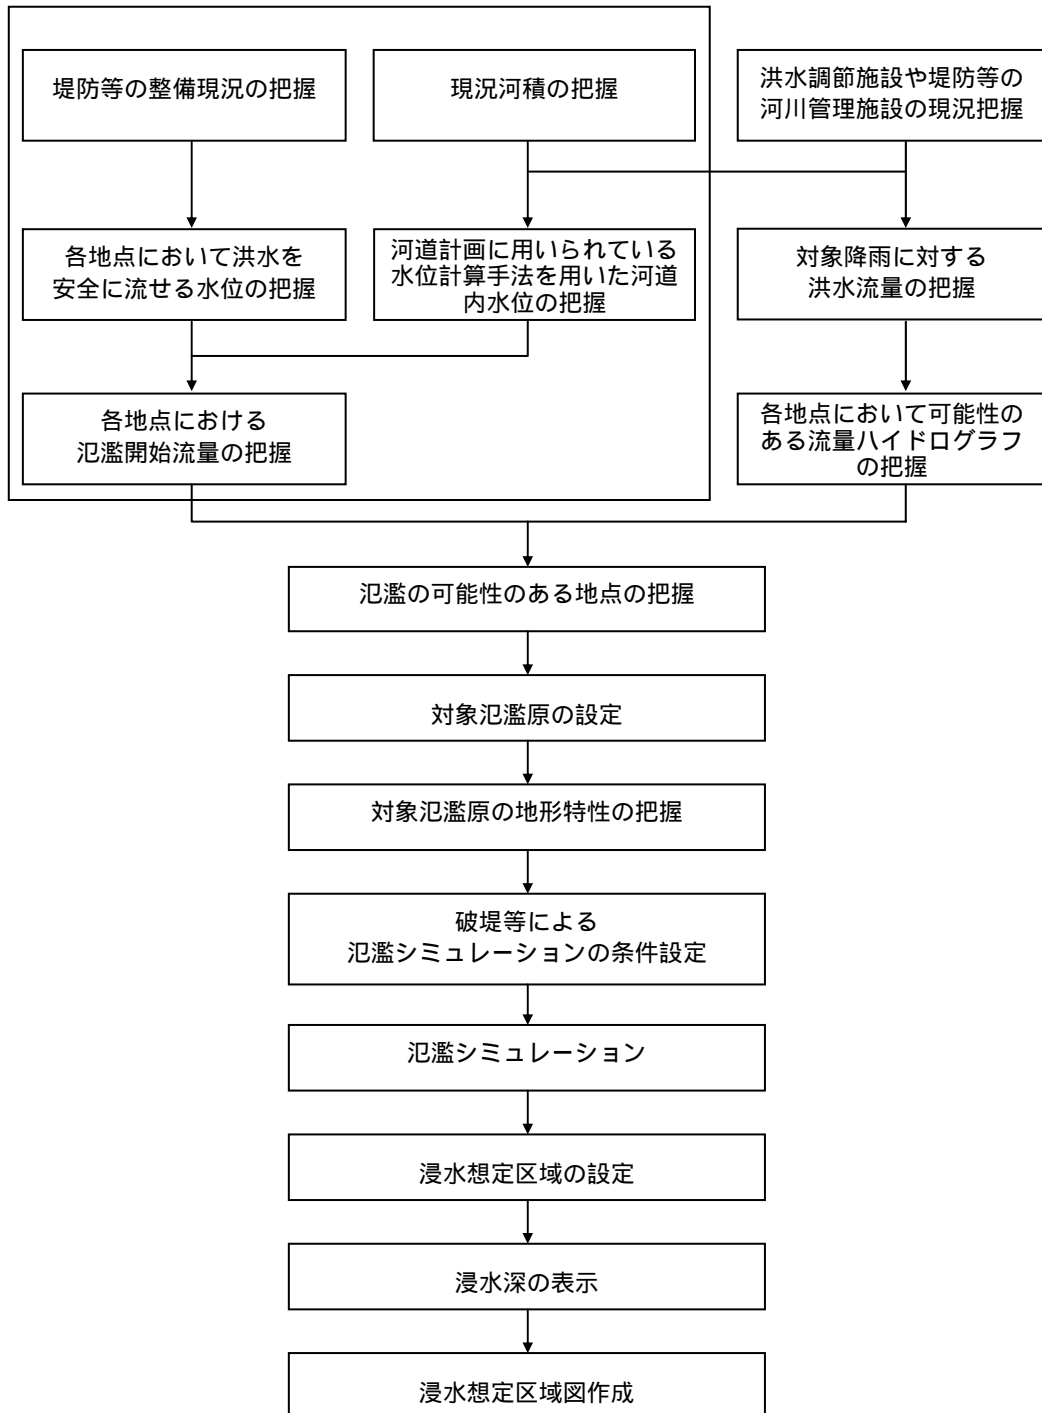 堤防等の整備現況の把握
現況河積の把握
洪水調節施設や堤防等の
河川管理施設の現況把握
各地点において洪水を
安全に流せる水位の把握
河道計画に用いられている
水位計算手法を用いた河道
内水位の把握
対象降雨に対する
洪水流量の把握
各地点における
氾濫開始流量の把握
各地点において可能性の
ある流量ハイドログラフ
の把握
氾濫の可能性のある地点の把握
対象氾濫原の設定
対象氾濫原の地形特性の把握
破堤等による
氾濫シミュレーションの条件設定
氾濫シミュレーション
浸水想定区域の設定
浸水深の表示
浸水想定区域図作成